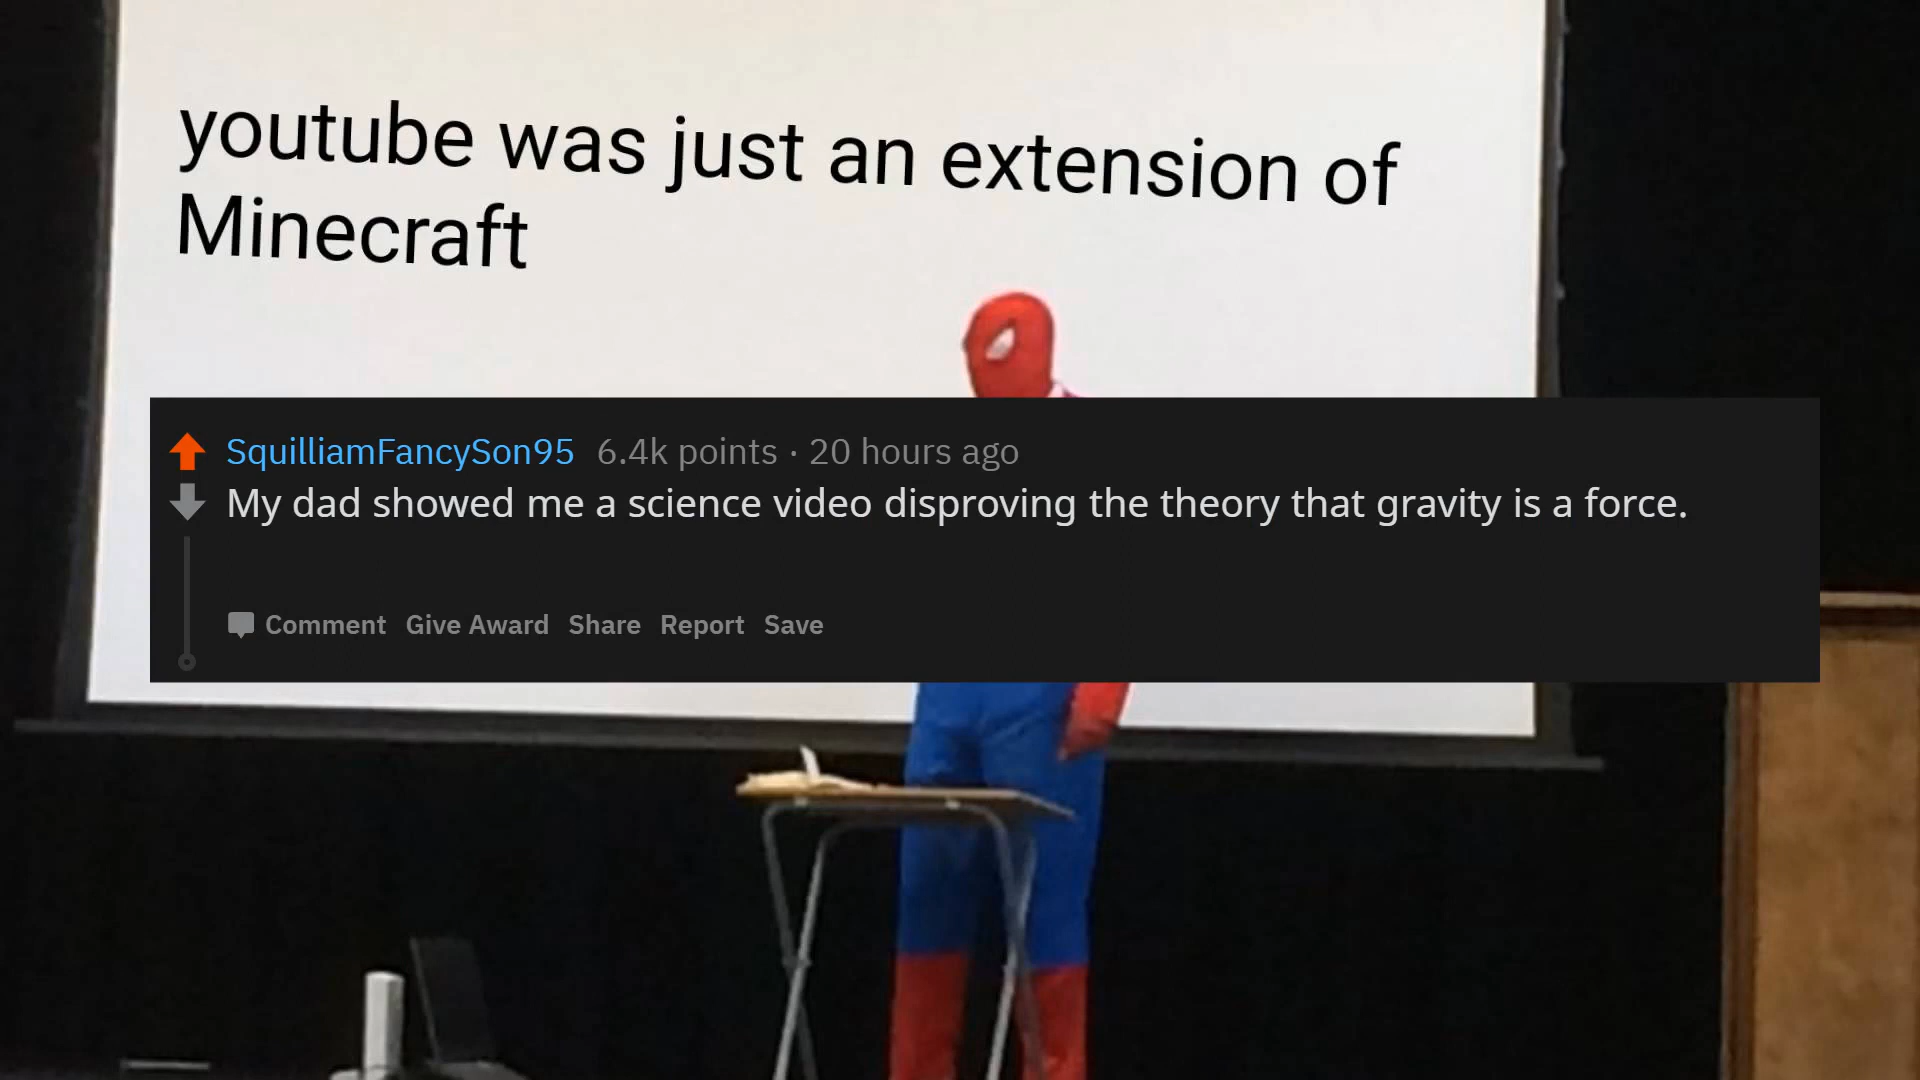 youtube was just an extension of
Minecraft
SquilliamFancySon95 6.4k points · 20 hours ago
My dad showed me a science video disproving the theory that gravity is a force.
Comment Give Award Share Report Save